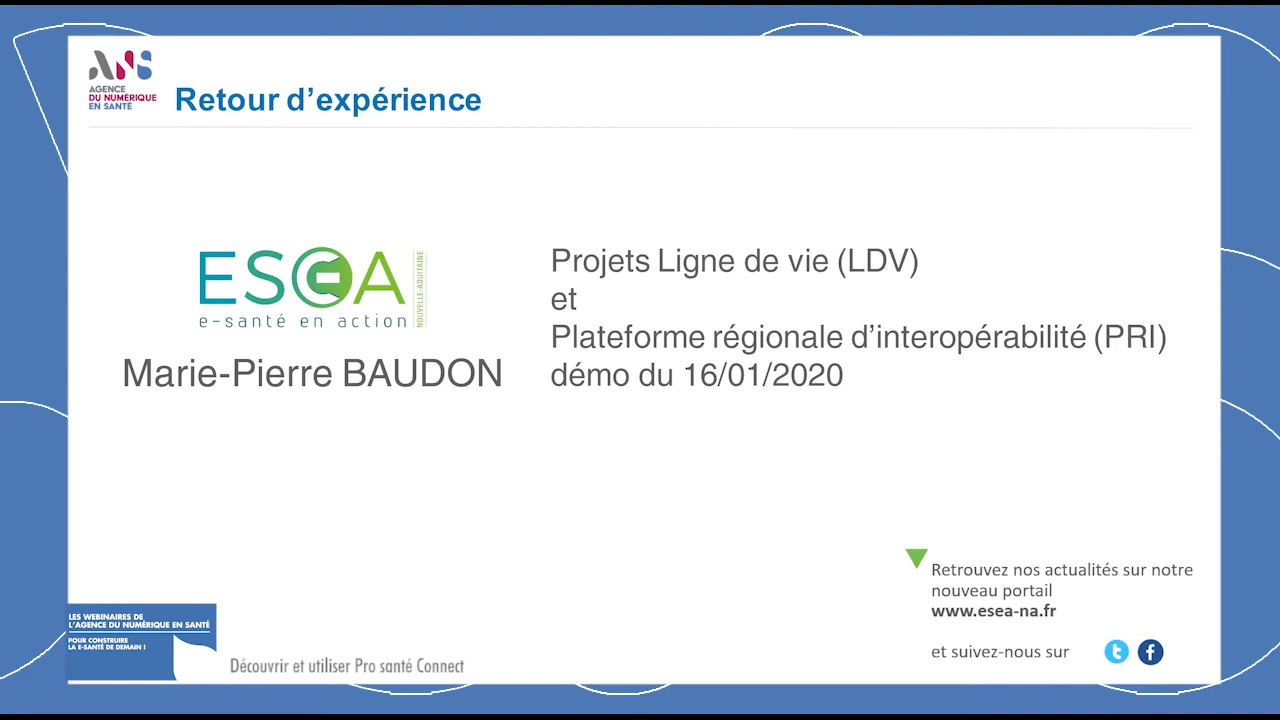 ANS
AGENCE
DU NUMÉRIQUE
EN SANTÉ
Retour d'expérience
ESEA
NOUVELLE-AQUITAINE
e-santé en action
Marie-Pierre BAUDON
Projets Ligne de vie (LDV)
et
Plateforme régionale d'interopérabilité (PRI)
démo du 16/01/2020
Retrouvez nos actualités sur notre
nouveau portail
www.esea-na.fr
et suivez-nous sur
LES WEBINAIRES DE
L'AGENCE DU NUMÉRIQUE EN SANTÉ
POUR CONSTRUIRE
LA E-SANTÉ DE DEMAIN !
Découvrir et utiliser Pro santé Connect